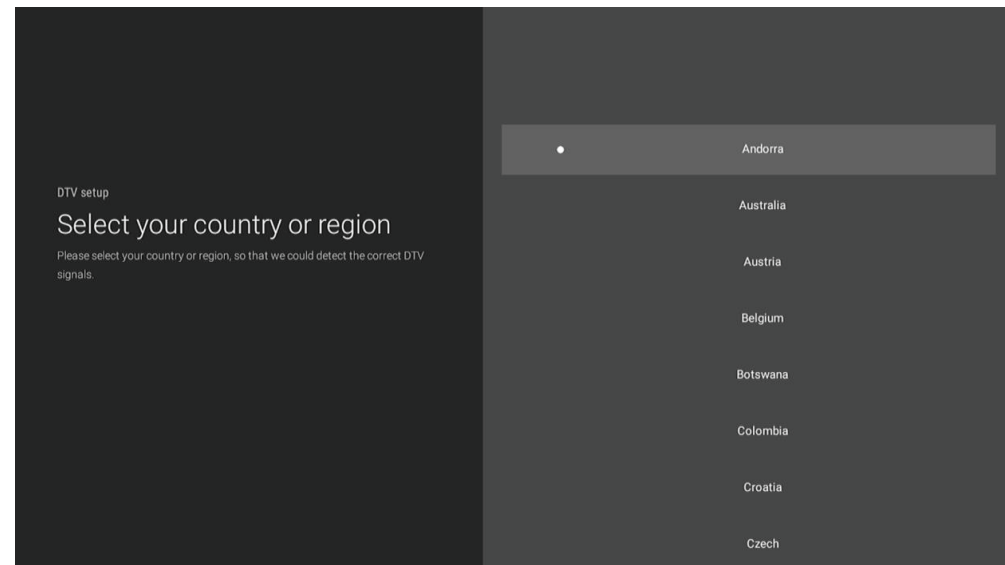 DTV setup
Select your country or region
Please select your country or region, so that we could detect the correct DTV
signals.
Andorra
Australia
Austria
Belgium
Botswana
Colombia
Croatia
Czech